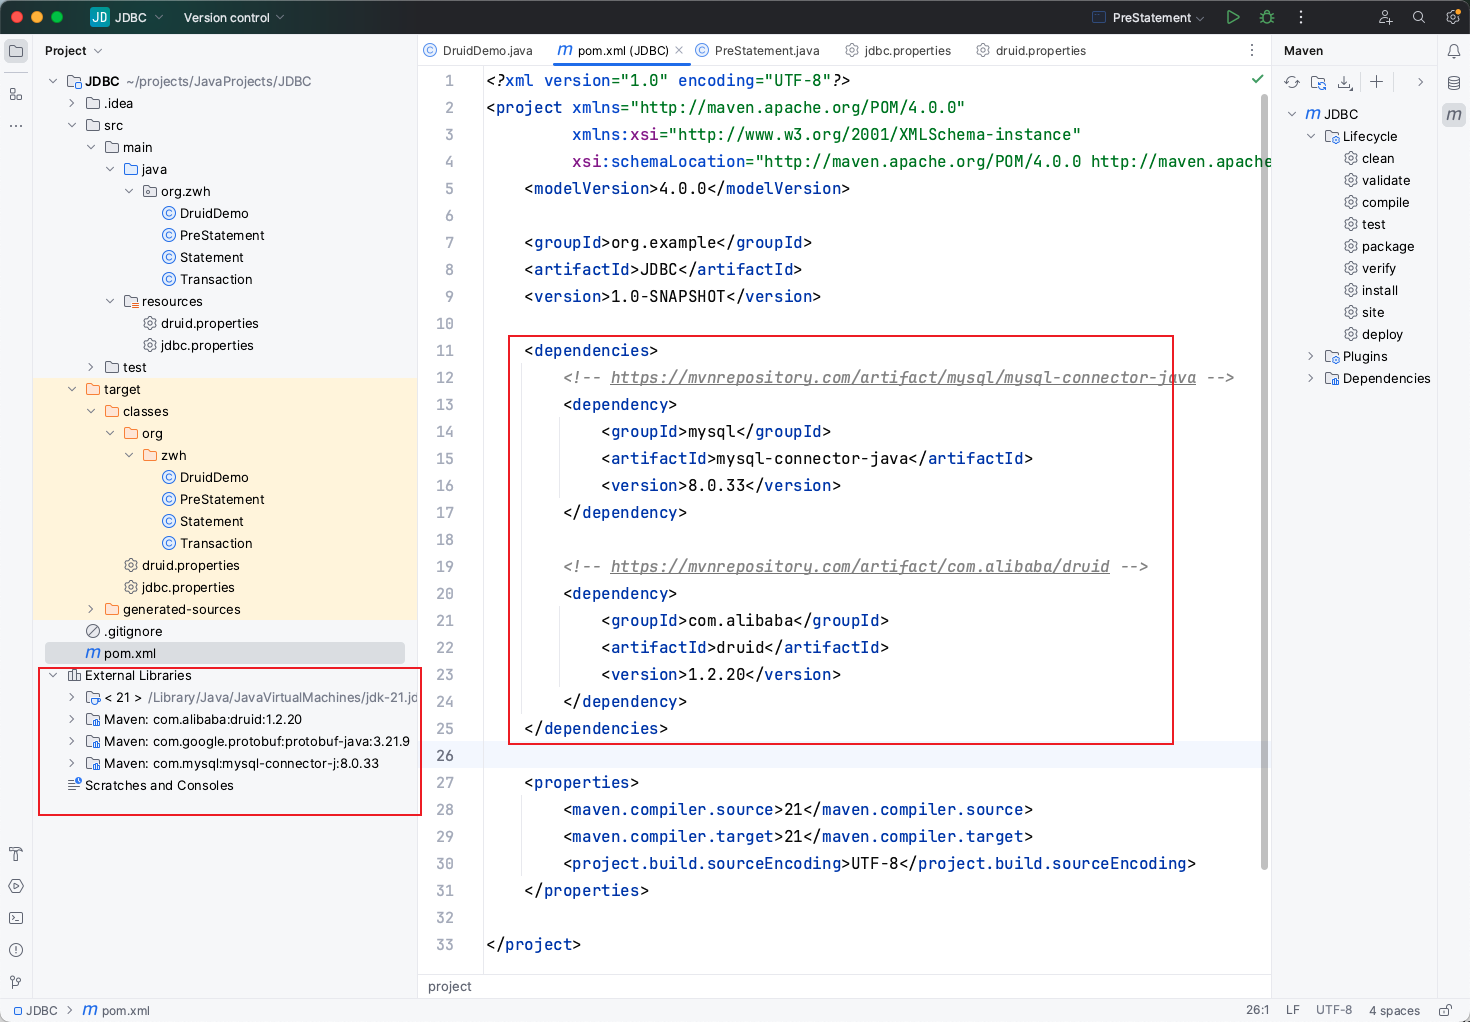 JD JDBC Version control PreStatement
Project
JDBC ~/projects/JavaProjects/JDBC
.idea
src
main
java
org.zwh
DruidDemo
PreStatement
Statement
Transaction
resources
druid.properties
jdbc.properties
test
target
classes
org
zwh
DruidDemo
PreStatement
Statement
Transaction
druid.properties
jdbc.properties
generated-sources
.gitignore
pom.xml
External Libraries
< 21 > /Library/Java/JavaVirtualMachines/jdk-21.jd
Maven: com.alibaba:druid:1.2.20
Maven: com.google.protobuf:protobuf-java:3.21.9
Maven: com.mysql:mysql-connector-j:8.0.33
Scratches and Consoles
DruidDemo.java pom.xml (JDBC) PreStatement.java jdbc.properties druid.properties
1 <?xml version="1.0" encoding="UTF-8"?>
2 <project xmlns="http://maven.apache.org/POM/4.0.0"
3 xmlns:xsi="http://www.w3.org/2001/XMLSchema-instance"
4 xsi:schemaLocation="http://maven.apache.org/POM/4.0.0 http://maven.apache
5 <modelVersion>4.0.0</modelVersion>
6
7 <groupId>org.example</groupId>
8 <artifactId>JDBC</artifactId>
9 <version>1.0-SNAPSHOT</version>
10
11 <dependencies>
12 <!-- https://mvnrepository.com/artifact/mysql/mysql-connector-java -->
13 <dependency>
14 <groupId>mysql</groupId>
15 <artifactId>mysql-connector-java</artifactId>
16 <version>8.0.33</version>
17 </dependency>
18
19 <!-- https://mvnrepository.com/artifact/com.alibaba/druid -->
20 <dependency>
21 <groupId>com.alibaba</groupId>
22 <artifactId>druid</artifactId>
23 <version>1.2.20</version>
24 </dependency>
25 </dependencies>
26
27 <properties>
28 <maven.compiler.source>21</maven.compiler.source>
29 <maven.compiler.target>21</maven.compiler.target>
30 <project.build.sourceEncoding>UTF-8</project.build.sourceEncoding>
31 </properties>
32
33 </project>
project
Maven
m JDBC
Lifecycle
clean
validate
compile
test
package
verify
install
site
deploy
Plugins
Dependencies
JDBC > m pom.xml 26:1 LF UTF-8 4 spaces